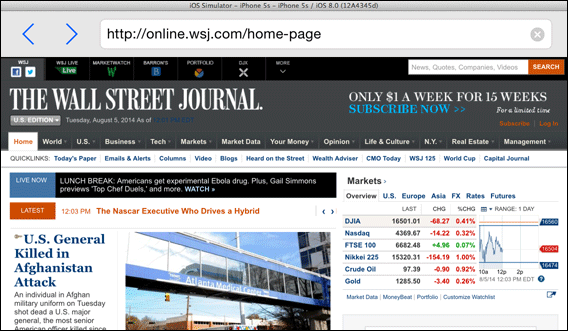 iOS Simulator - iPhone 5s - iPhone 5s / iOS 8.0 (12A4345d)
http://online.wsj.com/home-page
WSJ WSJ Live MARKETWATCH BARRON'S PORTFOLIO DJX MORE
News, Quotes, Companies, Videos SEARCH
THE WALL STREET JOURNAL.
ONLY $1 A WEEK FOR 15 WEEKS
SUBSCRIBE NOW >> For a limited time
U.S. EDITION Tuesday, August 5, 2014 As of
Subscribe Log In
Home World U.S. Business Tech Markets Market Data Your Money Opinion Life & Culture N.Y. Real Estate Management
QUICKLINKS: Today's Paper Emails & Alerts Columns Video Blogs Heard on the Street Wealth Adviser CMO Today WSJ 125 World Cup Capital Journal
LIVE NOW LUNCH BREAK: Americans get experimental Ebola drug. Plus, Gail Simmons
previews 'Top Chef Duels,' and more. WATCH »
LATEST 12:03 PM The Nascar Executive Who Drives a Hybrid
U.S. General
Killed in
Afghanistan
Attack
An individual in Afghan
military uniform on Tuesday
shot dead a U.S. major
general, the most senior
American officer killed since
Atlanta Medical
Markets
Overview U.S. Europe Asia FX Rates Futures
LAST CHG %CHG RANGE: 1 DAY
DJIA 16501.01 -68.27 0.41%
Nasdaq 4369.67 -14.22 0.32%
FTSE 100 6682.48 +4.96 0.07%
Nikkei 225 15320.31 -154.19 1.00%
Crude Oil 97.39 -0.90 0.92%
Gold 1285.50 -3.40 0.26%
16560
16504
16474
10a 12p 2p
8/5/14 12:03 PM EDT
Market Data MoneyBeat Portfolio Customize Watchlist